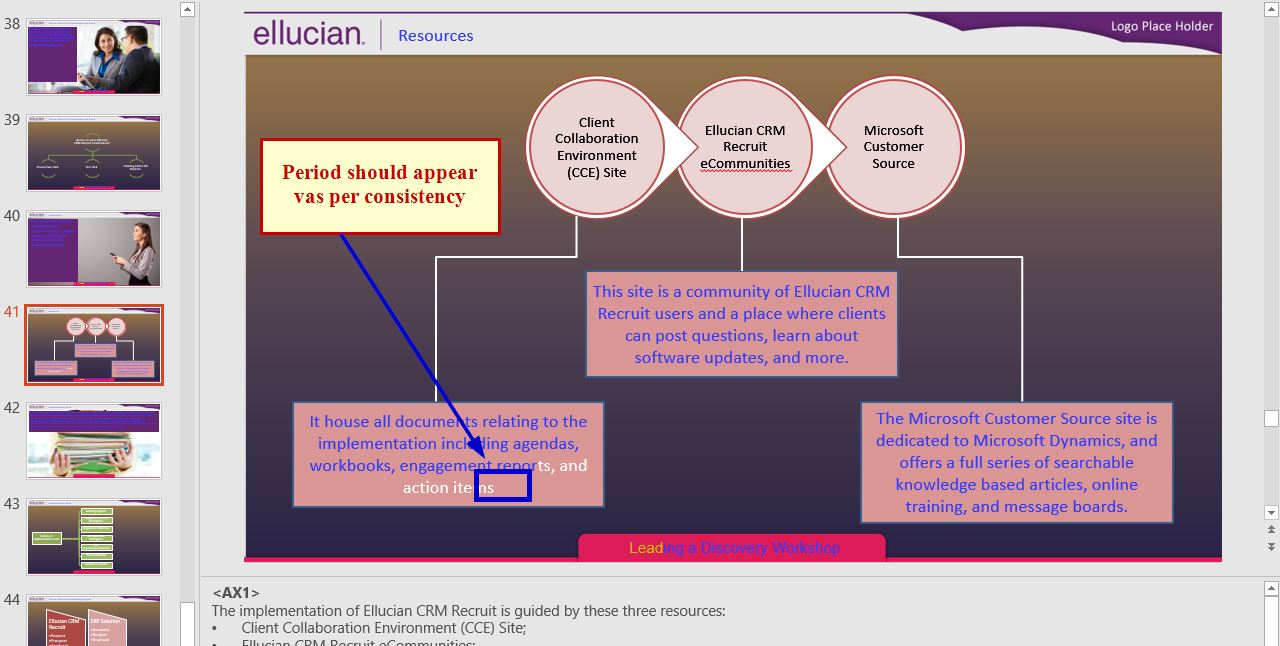 38
39
40
41
42
43
44
Ellucian CRM
Recruit
ERP Solution
ellucian.
Resources
Logo Place Holder
Client
Collaboration
Environment
(CCE) Site
Ellucian CRM
Recruit
eCommunities
Microsoft
Customer
Source
Period should appear
vas per consistency
This site is a community of Ellucian CRM
Recruit users and a place where clients
can post questions, learn about
software updates, and more.
It house all documents relating to the
implementation including agendas,
workbooks, engagement reports, and
action items
The Microsoft Customer Source site is
dedicated to Microsoft Dynamics, and
offers a full series of searchable
knowledge based articles, online
training, and message boards.
Leading a Discovery Workshop
<AX1>
The implementation of Ellucian CRM Recruit is guided by these three resources:
• Client Collaboration Environment (CCE) Site;
• Ellucian CRM Recruit eCommunities;